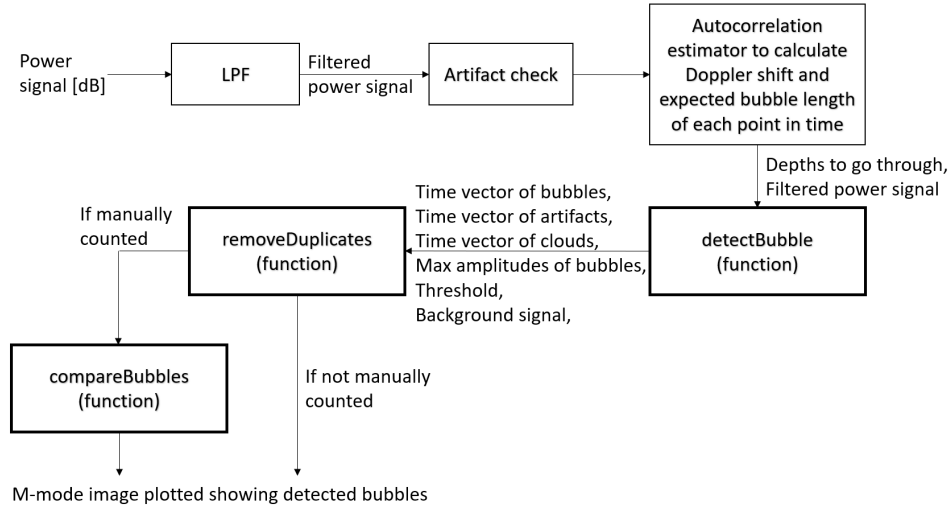 Power
signal [dB]
LPF
Filtered
power signal
Artifact check
Autocorrelation
estimator to calculate
Doppler shift and
expected bubble length
of each point in time
Depths to go through,
Filtered power signal
detectBubble
(function)
Time vector of bubbles,
Time vector of artifacts,
Time vector of clouds,
Max amplitudes of bubbles,
Threshold,
Background signal,
removeDuplicates
(function)
If manually
counted
compareBubbles
(function)
If not manually
counted
M-mode image plotted showing detected bubbles